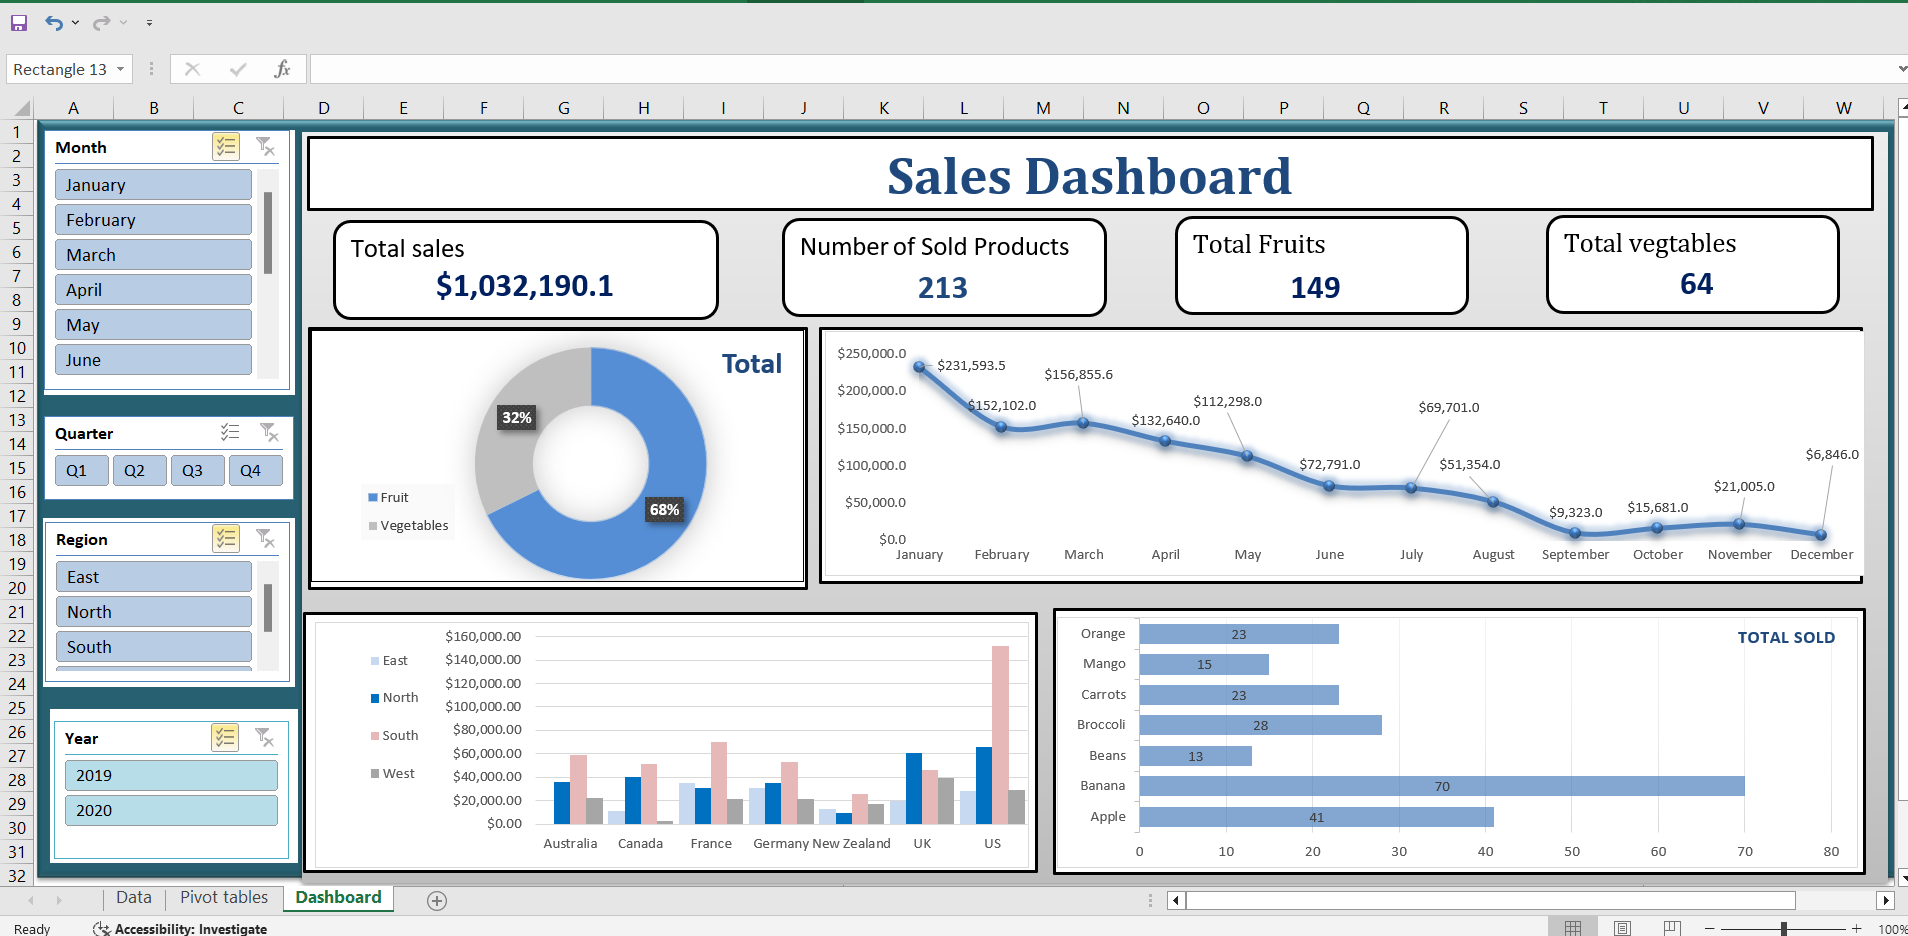 Rectangle 13
fx
A B C D E F G H I J K L M N O P Q R S T U V W
1
2
3
4
5
6
7
8
9
10
11
12
13
14
15
16
17
18
19
20
21
22
23
24
25
26
27
28
29
30
31
32
Month
January
February
March
April
May
June
Quarter
Q1 Q2 Q3 Q4
Region
East
North
South
Year
2019
2020
Sales Dashboard
Total sales
$1,032,190.1
Number of Sold Products
213
Total Fruits
149
Total vegtables
64
Total
32%
68%
Fruit
Vegetables
$250,000.0
$200,000.0
$150,000.0
$100,000.0
$50,000.0
$0.0
$231,593.5
$152,102.0
$156,855.6
$132,640.0
$112,298.0
$72,791.0
$69,701.0
$51,354.0
$9,323.0
$15,681.0
$21,005.0
$6,846.0
January February March April May June July August September October November December
East
North
South
West
$160,000.00
$140,000.00
$120,000.00
$100,000.00
$80,000.00
$60,000.00
$40,000.00
$20,000.00
$0.00
Australia Canada France Germany New Zealand UK US
TOTAL SOLD
Orange 23
Mango 15
Carrots 23
Broccoli 28
Beans 13
Banana 70
Apple 41
0 10 20 30 40 50 60 70 80
Data Pivot tables Dashboard
Ready Accessibility: Investigate 100%